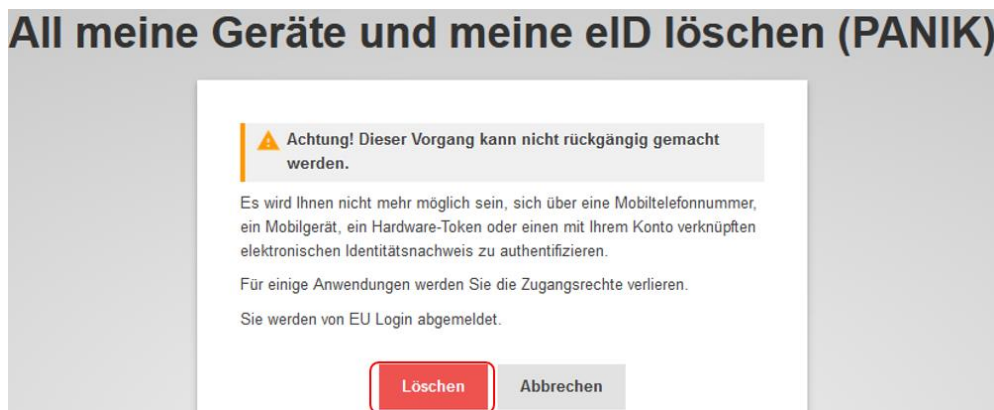 All meine Geräte und meine eID löschen (PANIK)
Achtung! Dieser Vorgang kann nicht rückgängig gemacht
werden.
Es wird Ihnen nicht mehr möglich sein, sich über eine Mobiltelefonnummer,
ein Mobilgerät, ein Hardware-Token oder einen mit Ihrem Konto verknüpften
elektronischen Identitätsnachweis zu authentifizieren.
Für einige Anwendungen werden Sie die Zugangsrechte verlieren.
Sie werden von EU Login abgemeldet.
Löschen Abbrechen